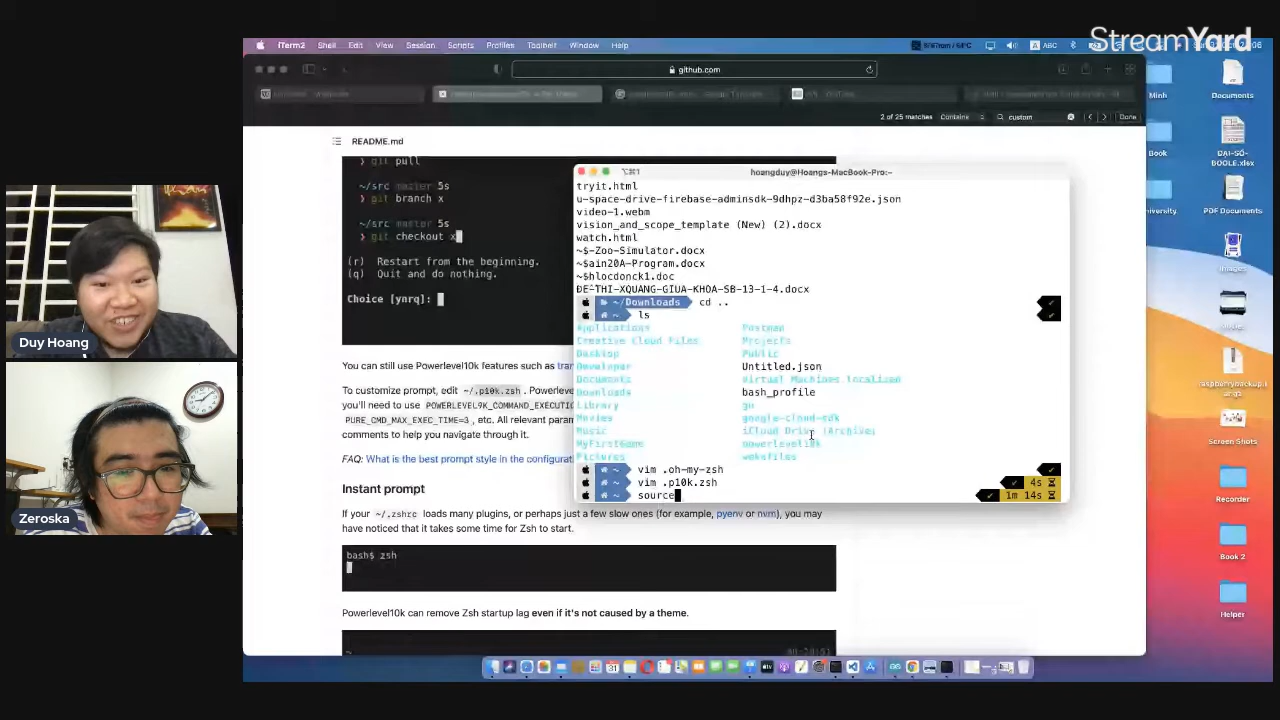 StreamYard
iTerm2 Shell Edit View Session Scripts Profiles Toolbelt Window Help
ABC
github.com
2 of 25 matches Contains custom Done
README.md
❯ git pull
~/src master 5s
❯ git branch x
~/src master 5s
❯ git checkout x
(r) Restart from the beginning.
(q) Quit and do nothing.
Choice [ynrq]:
You can still use Powerlevel10k features such as
To customize prompt, edit ~/.p10k.zsh.
you'll need to use POWERLEVEL9K_COMMAND_EXECUTIO
PURE_CMD_MAX_EXEC_TIME=3, etc. All relevant
comments to help you navigate through it.
FAQ: What is the best prompt style in the configurat
Instant prompt
If your ~/.zshrc loads many plugins, or perhaps just a few slow ones (for example, pyenv or nvm), you may
have noticed that it takes some time for Zsh to start.
bash$ zsh
Powerlevel10k can remove Zsh startup lag even if it's not caused by a theme.
~
⌥⌘1 hoangduy@Hoangs-MacBook-Pro:~
tryit.html
u-space-drive-firebase-adminsdk-9dhpz-d3ba58f92e.json
video-1.webm
vision_and_scope_template (New) (2).docx
watch.html
~$-Zoo-Simulator.docx
~$ain20A-Program.docx
~$hlocdonck1.doc
ĐE-THI-XQUANG-GIUA-KHOA-SB-13-1-4.docx
~/Downloads cd ..
~ ls
Applications Postman
Creative Cloud Files Projects
Desktop Public
Developer Untitled.json
Documents Virtual Machines.localized
Downloads bash_profile
Library go
Movies google-cloud-sdk
Music iCloud Drive (Archive)
MyFirstGame powerlevel10k
Pictures
~ vim .oh-my-zsh
~ vim .p10k.zsh 4s
~ source 1m 14s
Minh
Documents
Book
ĐẠI-SỐ-
BOOLE.xlsx
iversity
PDF Documents
Images
Screen Shots
Recorder
Book 2
Helper
Duy Hoang
Zeroska